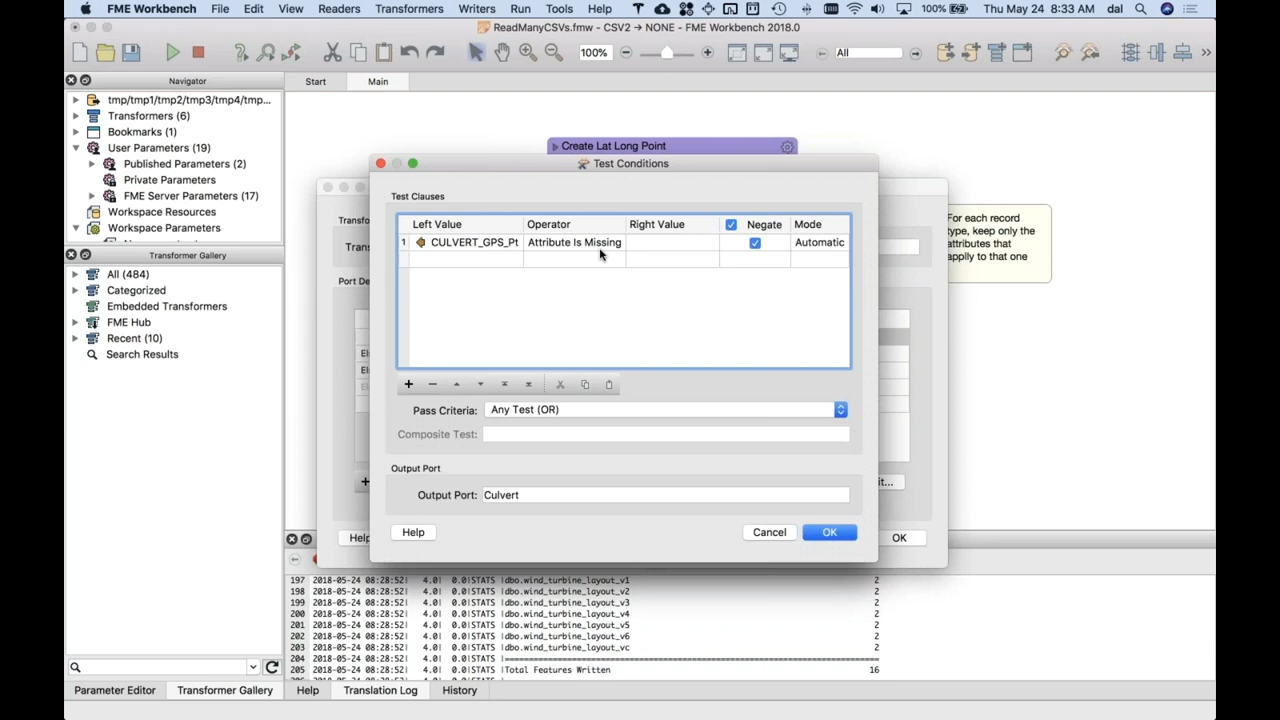 FME Workbench File Edit View Readers Transformers Writers Run Tools Help 100% Thu May 24 8:33 AM dal
ReadManyCSVs.fmw - CSV2 → NONE - FME Workbench 2018.0
100% All
Navigator
Start Main
tmp/tmp1/tmp2/tmp3/tmp4/tmp...
Transformers (6)
Bookmarks (1)
User Parameters (19)
Published Parameters (2)
Private Parameters
FME Server Parameters (17)
Workspace Resources
Workspace Parameters
Transformer Gallery
All (484)
Categorized
Embedded Transformers
FME Hub
Recent (10)
Search Results
Parameter Editor Transformer Gallery
Create Lat Long Point
For each record
type, keep only the
attributes that
applly to that one
Transfo
Trans
Port De
Els
Els
it...
Help
OK
Test Conditions
Test Clauses
Left Value Operator Right Value Negate Mode
1 CULVERT_GPS_Pt Attribute Is Missing Automatic
Pass Criteria: Any Test (OR)
Composite Test:
Output Port
Output Port: Culvert
Help Cancel OK
197 2018-05-24 08:28:52| 4.0| 0.0|STATS |dbo.wind_turbine_layout_v1 2
198 2018-05-24 08:28:52| 4.0| 0.0|STATS |dbo.wind_turbine_layout_v2 2
199 2018-05-24 08:28:52| 4.0| 0.0|STATS |dbo.wind_turbine_layout_v3 2
200 2018-05-24 08:28:52| 4.0| 0.0|STATS |dbo.wind_turbine_layout_v4 2
201 2018-05-24 08:28:52| 4.0| 0.0|STATS |dbo.wind_turbine_layout_v5 2
202 2018-05-24 08:28:52| 4.0| 0.0|STATS |dbo.wind_turbine_layout_v6 2
203 2018-05-24 08:28:52| 4.0| 0.0|STATS |dbo.wind_turbine_layout_vc 2
204 2018-05-24 08:28:52| 4.0| 0.0|STATS |
205 2018-05-24 08:28:52| 4.0| 0.0|STATS |Total Features Written 16
Help Translation Log History